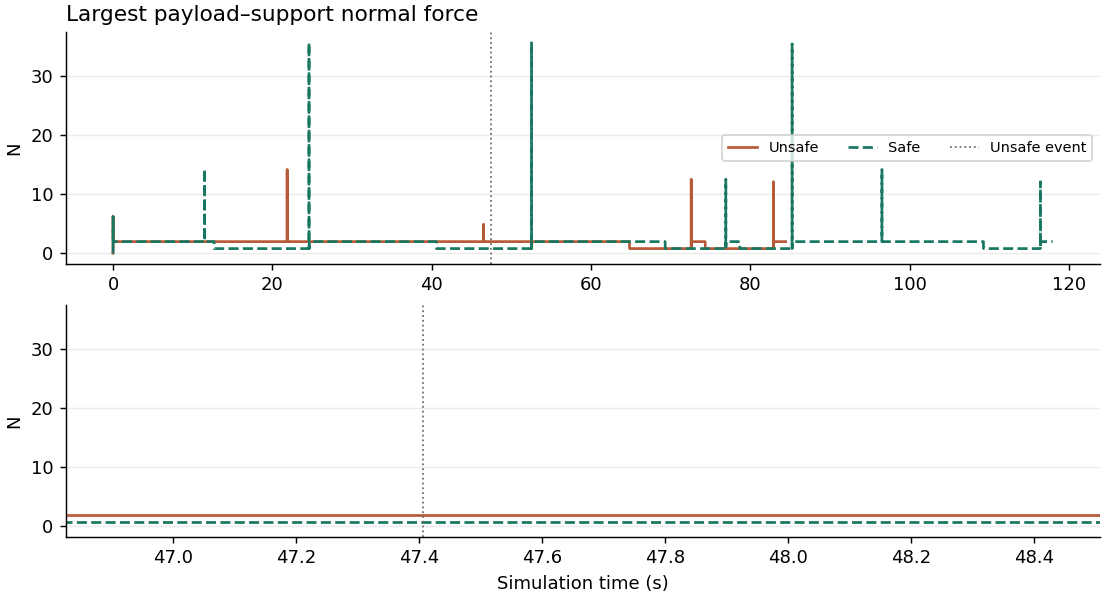 Largest payload–support normal force
N
30
20
10
0
Unsafe
Safe
Unsafe event
0 20 40 60 80 100 120
N
30
20
10
0
47.0 47.2 47.4 47.6 47.8 48.0 48.2 48.4
Simulation time (s)